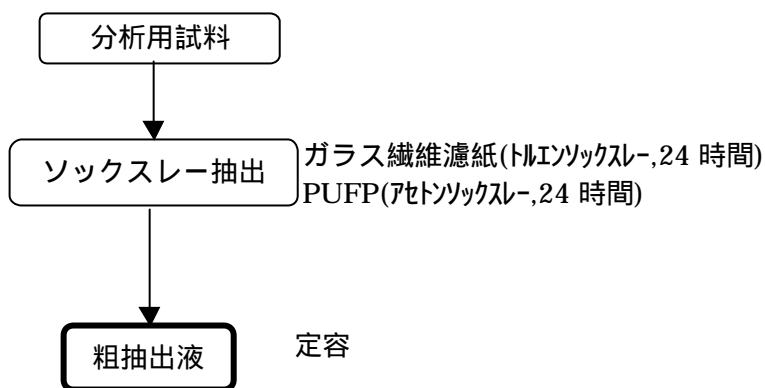 分析用試料
ソックスレー抽出
ガラス繊維濾紙(ﾄﾙｴﾝｿｯｸｽﾚｰ,24 時間)
PUFP(ｱｾﾄﾝｿｯｸｽﾚｰ,24 時間)
粗抽出液
定容